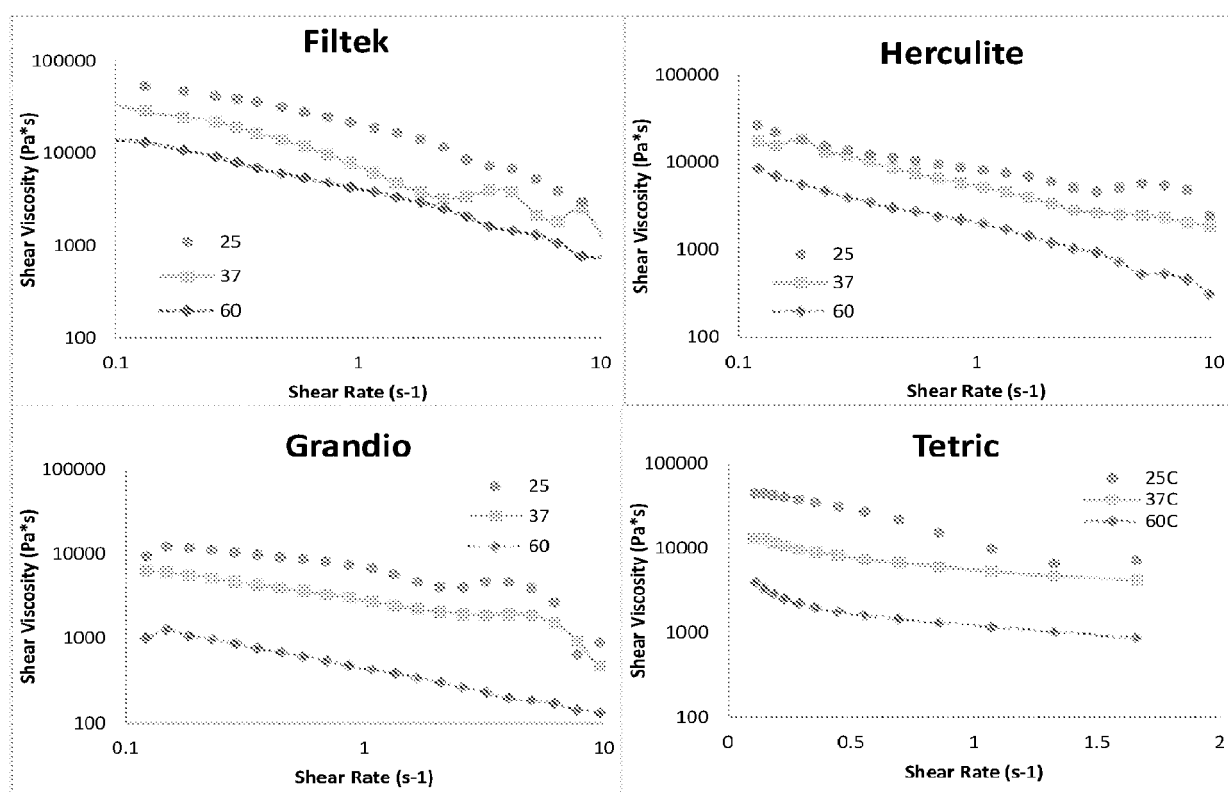 Filtek
100000
10000
1000
100
0.1
1
10
Shear Viscosity (Pa*s)
Shear Rate (s-1)
25
37
60
Herculite
100000
10000
1000
100
0.1
1
10
Shear Viscosity (Pa*s)
Shear Rate (s-1)
25
37
60
Grandio
100000
10000
1000
100
0.1
1
10
Shear Viscosity (Pa*s)
Shear Rate (s-1)
25
37
60
Tetric
100000
10000
1000
100
0
0.5
1
1.5
2
Shear Viscosity (Pa*s)
Shear Rate (s-1)
25C
37C
60C